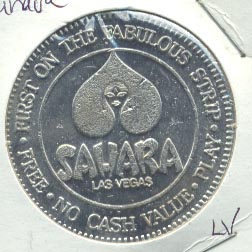 FIRST ON THE FABULOUS STRIP
SAHARA
LAS VEGAS
· FREE · NO CASH VALUE · PLAY ·
LV